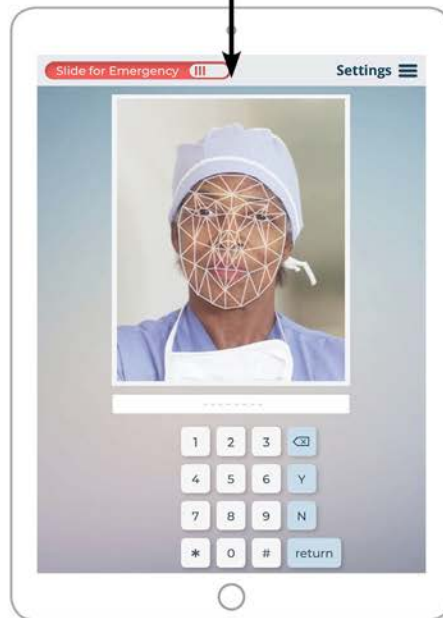 Slide for Emergency
Settings
--------
1 2 3
4 5 6 Y
7 8 9 N
* 0 # return